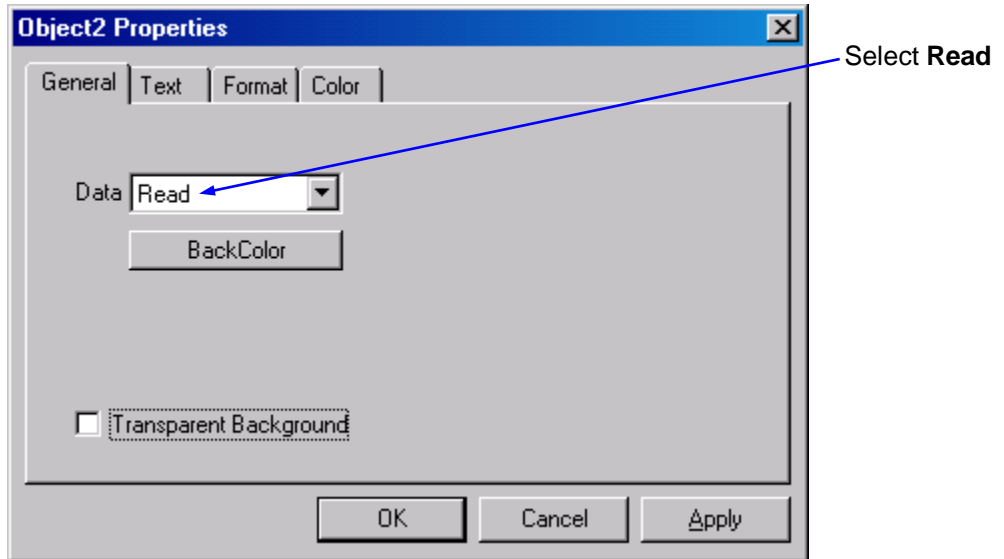 Object2 Properties
Select Read
General Text Format Color
Data Read
BackColor
Transparent Background
OK Cancel Apply